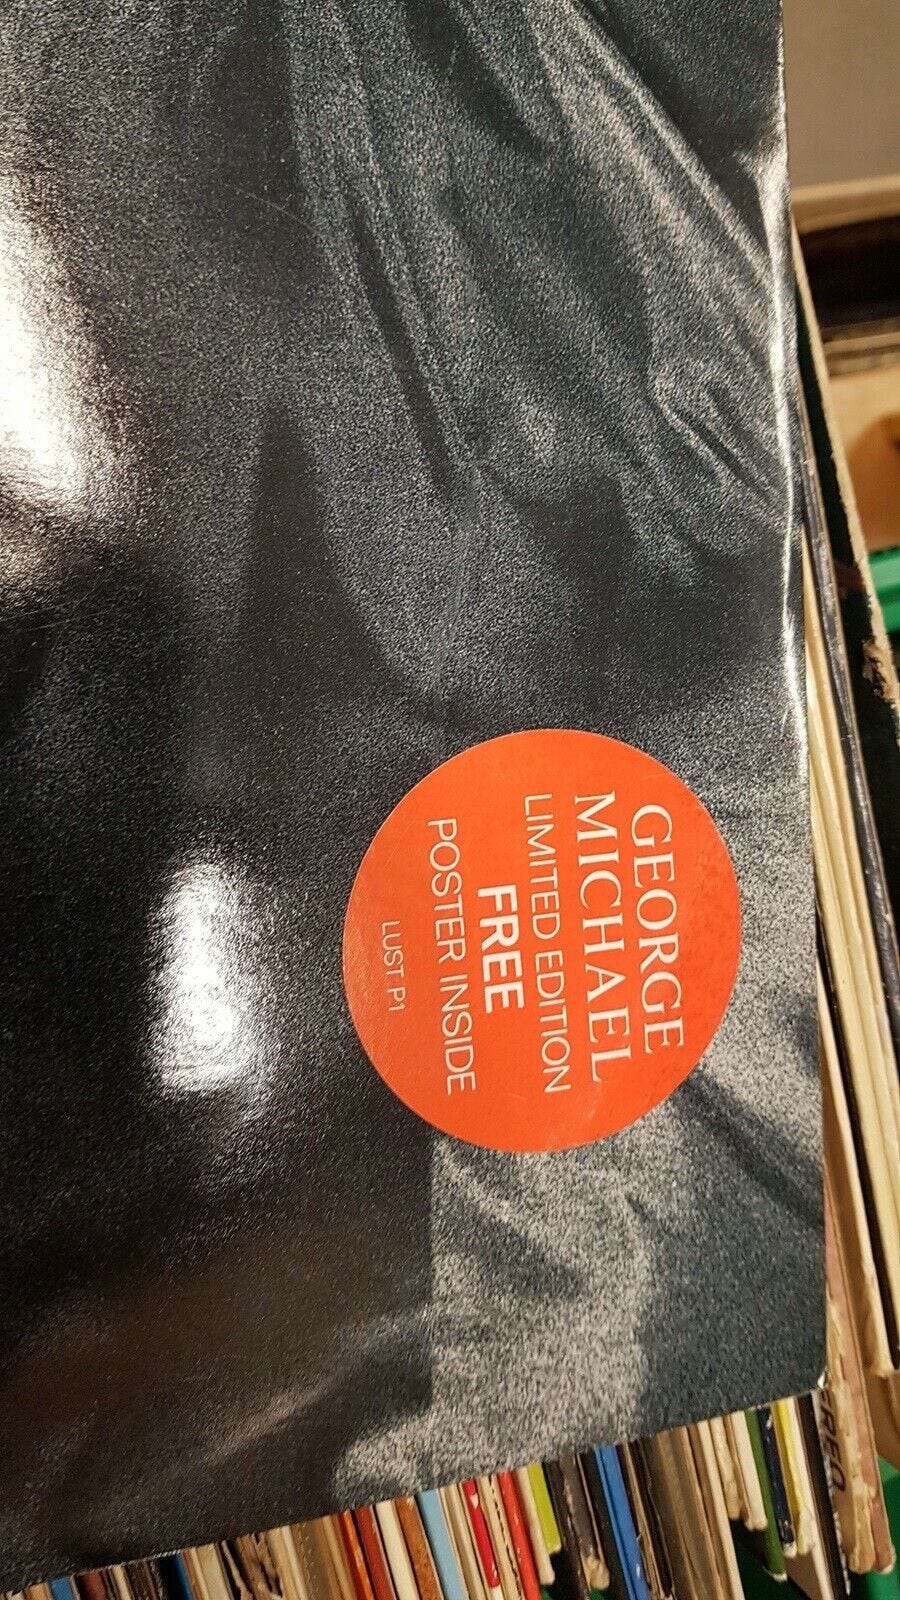 GEORGE
MICHAEL
LIMITED EDITION
FREE
POSTER INSIDE
LUST P1